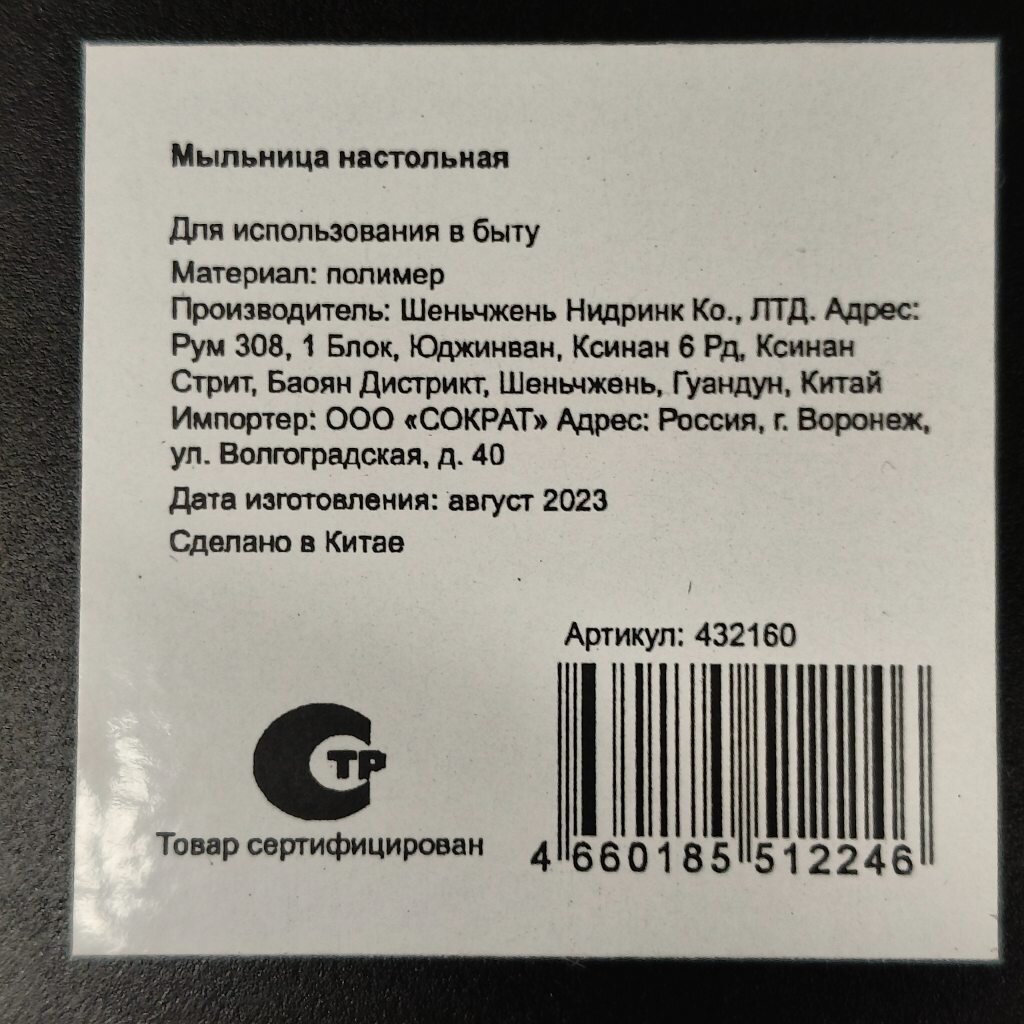 Мыльница настольная
Для использования в быту
Материал: полимер
Производитель: Шеньчжень Нидринк Ко., ЛТД. Адрес:
Рум 308, 1 Блок, Юджинван, Ксинан 6 Рд, Ксинан
Стрит, Баоян Дистрикт, Шеньчжень, Гуандун, Китай
Импортер: ООО «СОКРАТ» Адрес: Россия, г. Воронеж,
ул. Волгоградская, д. 40
Дата изготовления: август 2023
Сделано в Китае
Артикул: 432160
СТР
Товар сертифицирован
4 660185 512246